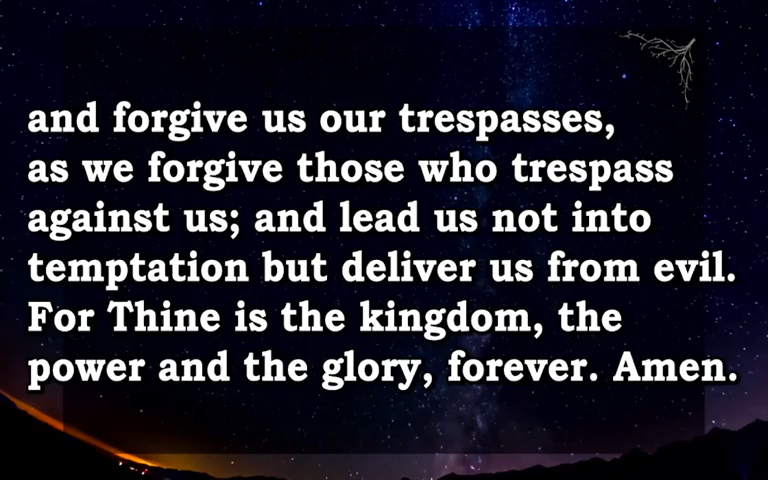 and forgive us our trespasses,
as we forgive those who trespass
against us; and lead us not into
temptation but deliver us from evil.
For Thine is the kingdom, the
power and the glory, forever. Amen.